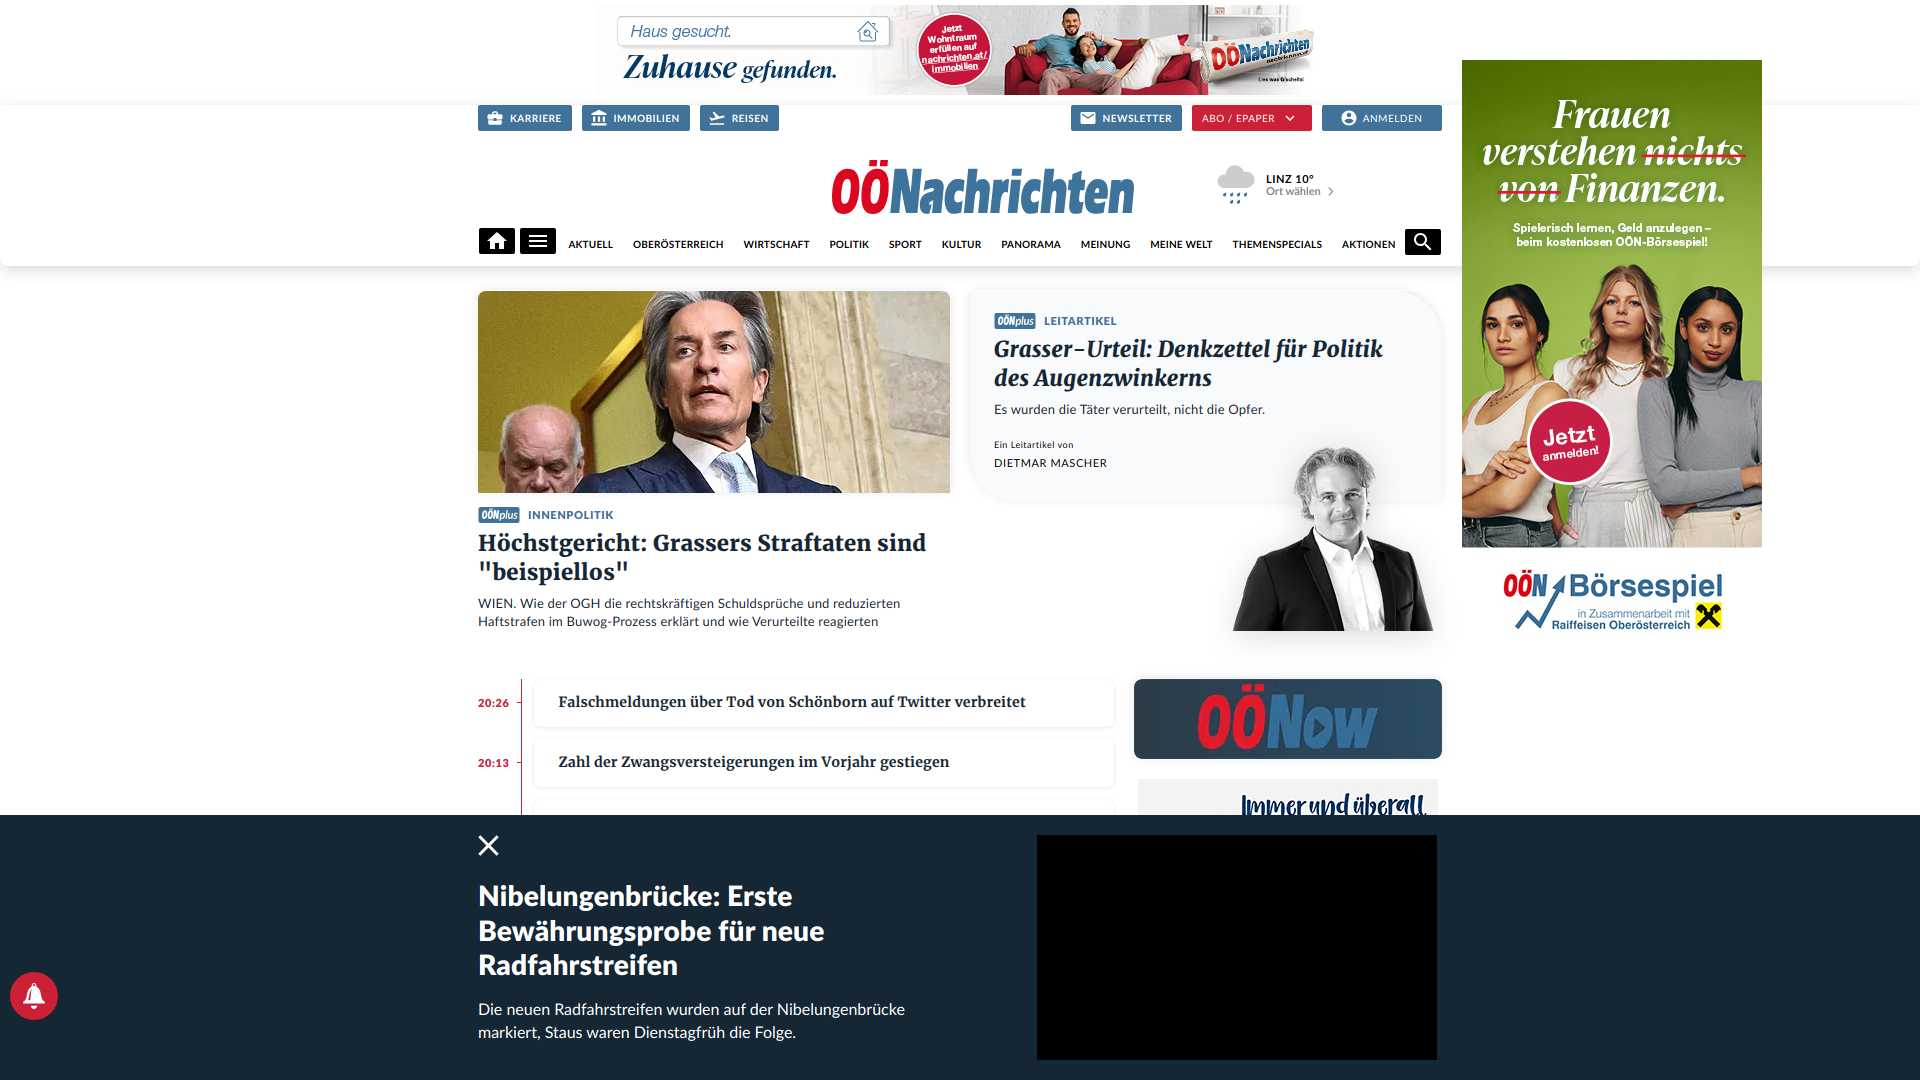 Haus gesucht.
Zuhause gefunden.
Jetzt
Wohntraum
erfüllen auf
nachrichten.at/
immobilien
OÖNachrichten
Lies was G'scheits!
KARRIERE
IMMOBILIEN
REISEN
NEWSLETTER
ABO / EPAPER
ANMELDEN
OÖNachrichten
LINZ 10°
Ort wählen
AKTUELL
OBERÖSTERREICH
WIRTSCHAFT
POLITIK
SPORT
KULTUR
PANORAMA
MEINUNG
MEINE WELT
THEMENSPECIALS
AKTIONEN
OÖNplus INNENPOLITIK
Höchstgericht: Grassers Straftaten sind
"beispiellos"
WIEN. Wie der OGH die rechtskräftigen Schuldsprüche und reduzierten
Haftstrafen im Buwog-Prozess erklärt und wie Verurteilte reagierten
OÖNplus LEITARTIKEL
Grasser-Urteil: Denkzettel für Politik
des Augenzwinkerns
Es wurden die Täter verurteilt, nicht die Opfer.
Ein Leitartikel von
DIETMAR MASCHER
Frauen
verstehen nichts
von Finanzen.
Spielerisch lernen, Geld anzulegen –
beim kostenlosen OÖN-Börsespiel!
Jetzt
anmelden!
OÖN Börsespiel
in Zusammenarbeit mit
Raiffeisen Oberösterreich
20:26
Falschmeldungen über Tod von Schönborn auf Twitter verbreitet
20:13
Zahl der Zwangsversteigerungen im Vorjahr gestiegen
OÖNow
Immer und überall
Nibelungenbrücke: Erste
Bewährungsprobe für neue
Radfahrstreifen
Die neuen Radfahrstreifen wurden auf der Nibelungenbrücke
markiert, Staus waren Dienstagfrüh die Folge.